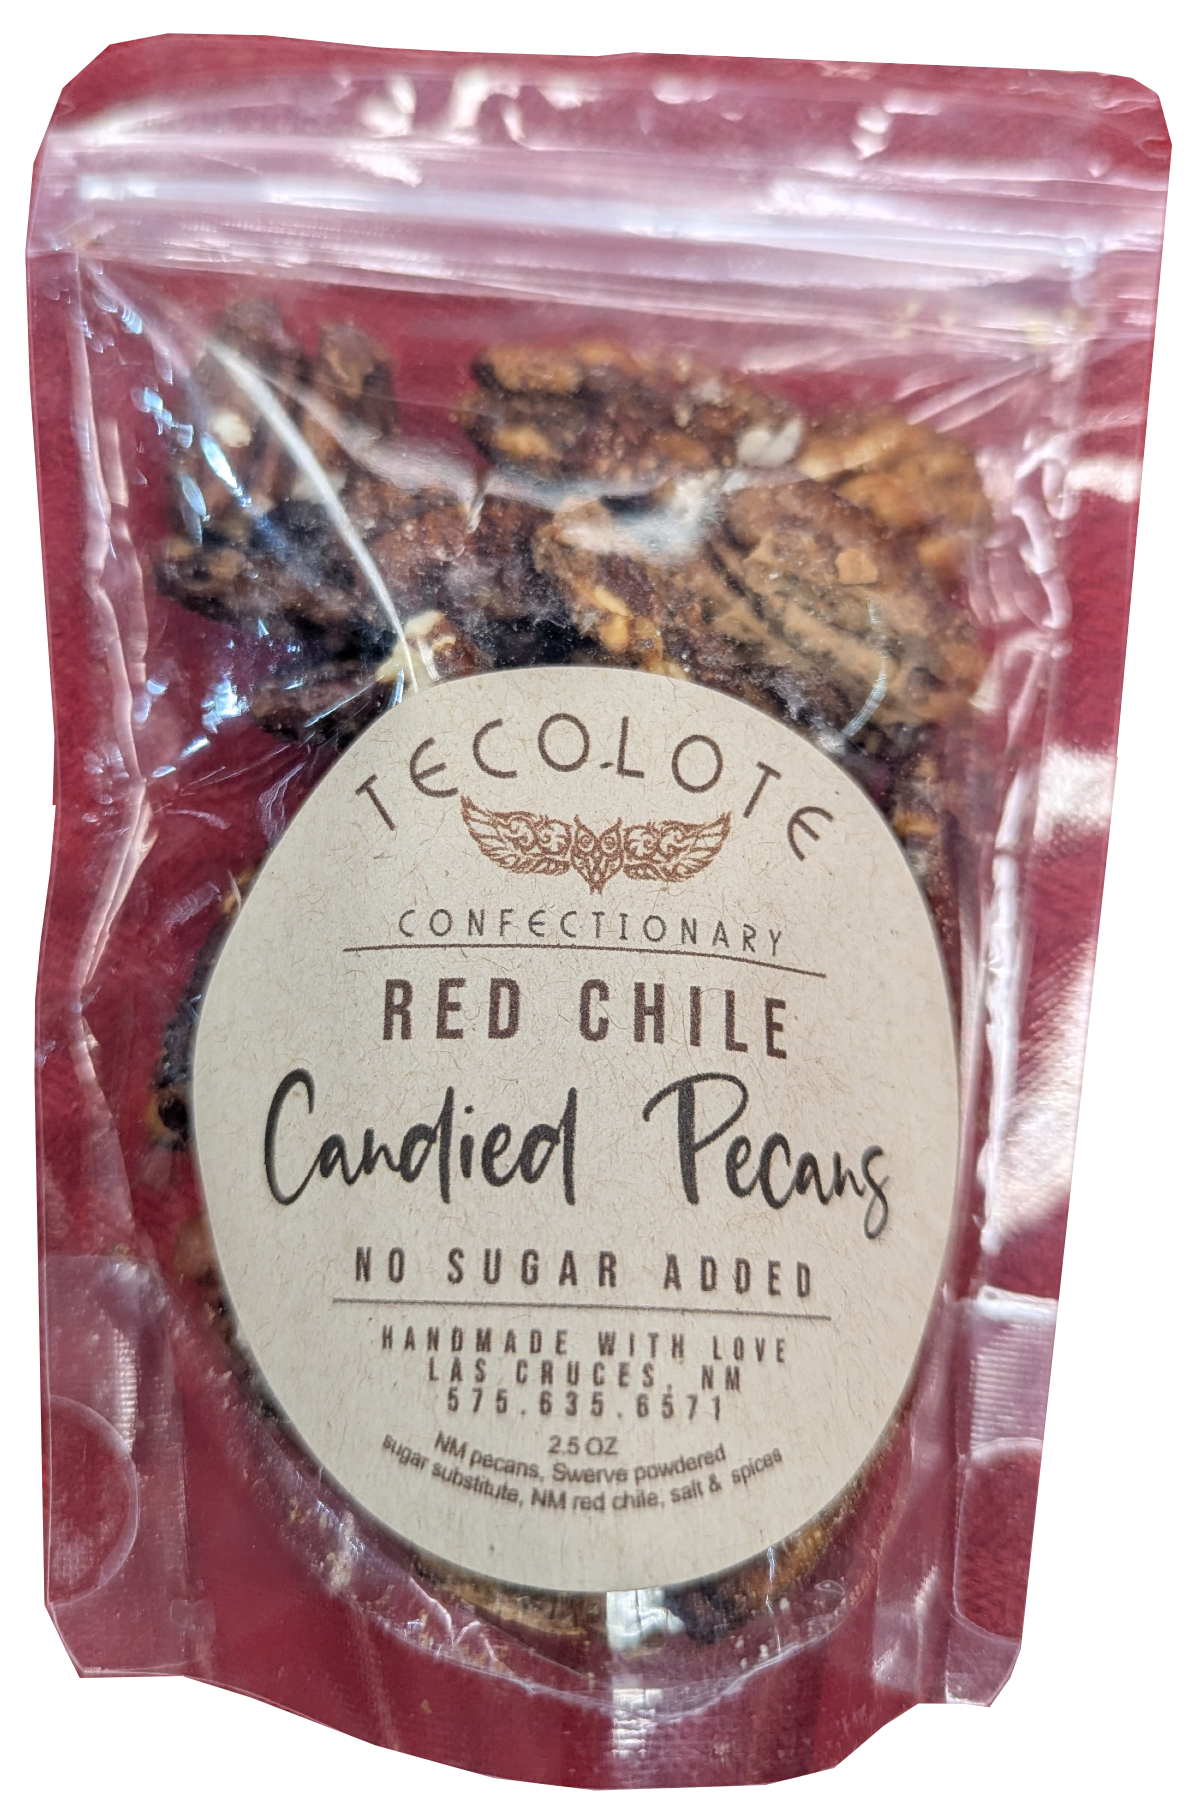 TECOLOTE
CONFECTIONARY
RED CHILE
Candied Pecans
NO SUGAR ADDED
HANDMADE WITH LOVE
LAS CRUCES, NM
575.635.6571
2.5 OZ
NM pecans, Swerve powdered
sugar substitute, NM red chile, salt & spices